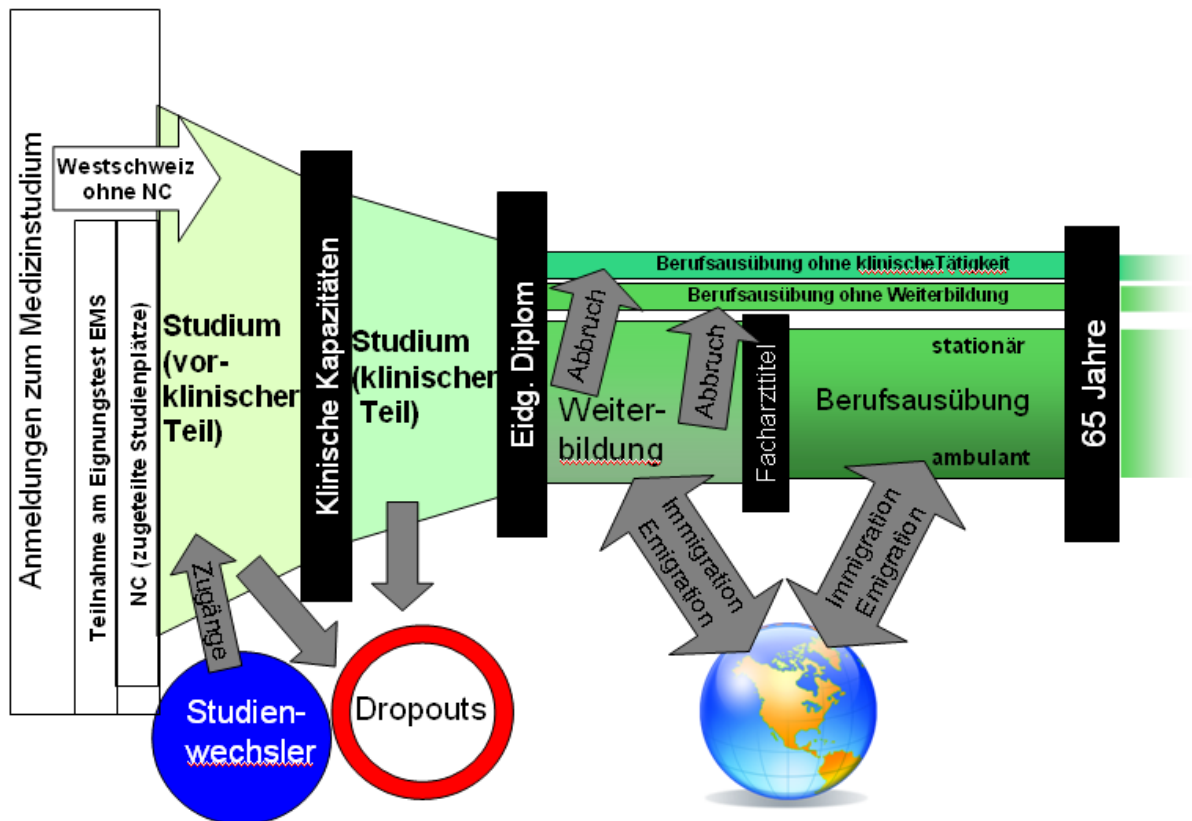 Anmeldungen zum Medizinstudium
Westschweiz
ohne NC
Teilnahme am Eignungstest EMS
NC (zugeteilte Studienplätze)
Studium
(vor-
klinischer
Teil)
Klinische Kapazitäten
Studium
(klinischer
Teil)
Eidg. Diplom
Berufsausübung ohne klinischeTätigkeit
Berufsausübung ohne Weiterbildung
Abbruch
Abbruch
Weiter-
bildung
Facharzttitel
stationär
Berufsausübung
ambulant
65 Jahre
Zugänge
Studien-
wechsler
Dropouts
Immigration
Emigration
Immigration
Emigration